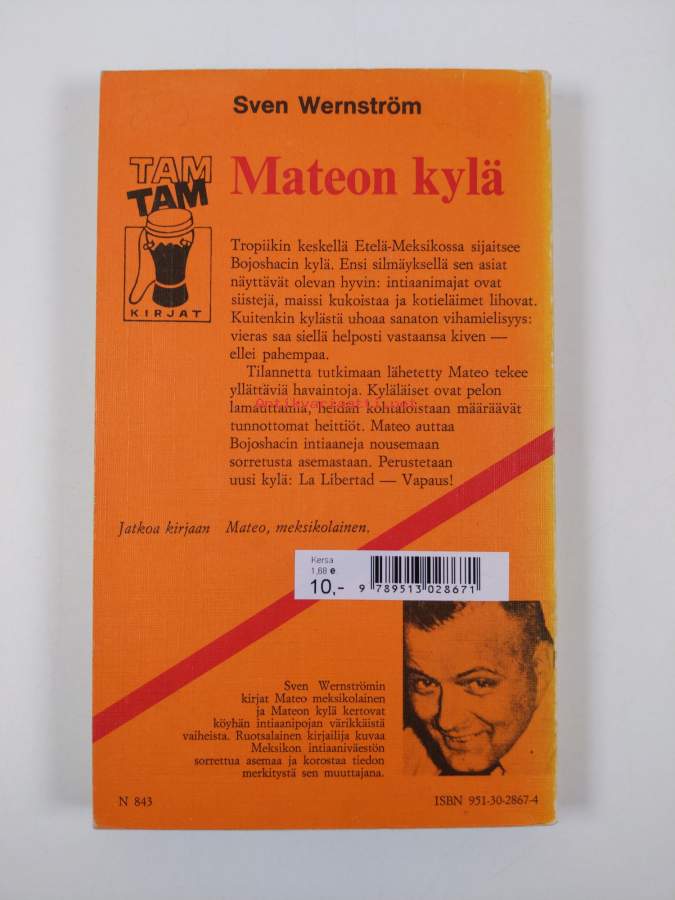 Sven Wernström
TAM
TAM
KIRJAT
Mateon kylä
Tropiikin keskellä Etelä-Meksikossa sijaitsee
Bojoshacin kylä. Ensi silmäyksellä sen asiat
näyttävät olevan hyvin: intiaanimajat ovat
siistejä, maissi kukoistaa ja kotieläimet lihovat.
Kuitenkin kylästä uhoaa sanaton vihamielisyys:
vieras saa siellä helposti vastaansa kiven —
ellei pahempaa.
Tilannetta tutkimaan lähetetty Mateo tekee
yllättäviä havaintoja. Kyläläiset ovat pelon
antikvariaatti.net
lamauttamia, heidän kohtaloistaan määräävät
tunnottomat heittiöt. Mateo auttaa
Bojoshacin intiaaneja nousemaan
sorretusta asemastaan. Perustetaan
uusi kylä: La Libertad — Vapaus!
Jatkoa kirjaan Mateo, meksikolainen.
Kersa
1,68 e
10,-
9 789513 028671
Sven Wernströmin
kirjat Mateo meksikolainen
ja Mateon kylä kertovat
köyhän intiaanipojan värikkäistä
vaiheista. Ruotsalainen kirjailija kuvaa
Meksikon intiaaniväestön
sorrettua asemaa ja korostaa tiedon
merkitystä sen muuttajana.
N 843
ISBN 951-30-2867-4